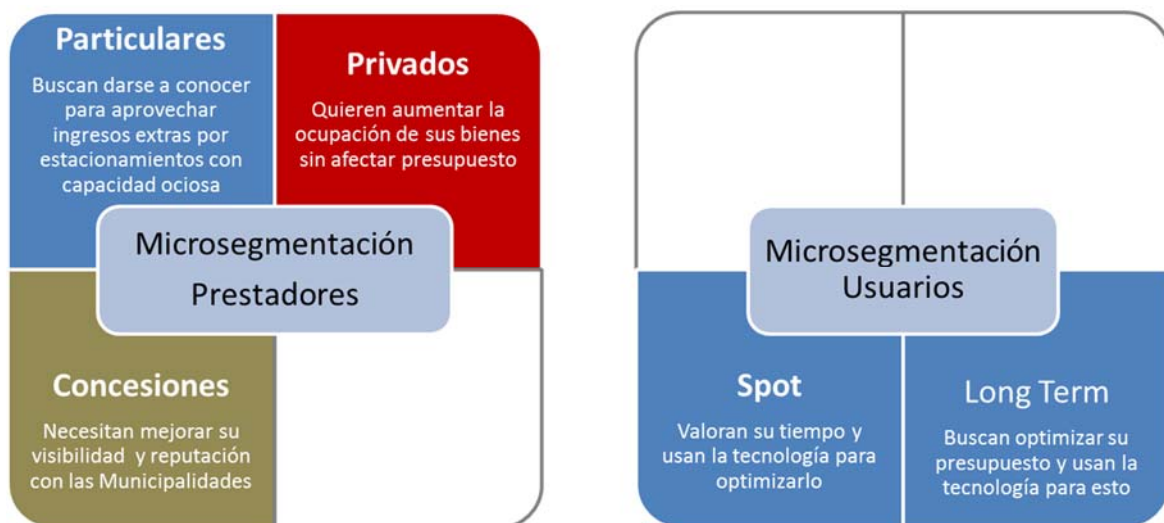 Particulares
Buscan darse a conocer
para aprovechar
ingresos extras por
estacionamientos con
capacidad ociosa
Privados
Quieren aumentar la
ocupación de sus bienes
sin afectar presupuesto
Microsegmentación
Prestadores
Concesiones
Necesitan mejorar su
visibilidad y reputación
con las Municipalidades
Microsegmentación
Usuarios
Spot
Valoran su tiempo y
usan la tecnología para
optimizarlo
Long Term
Buscan optimizar su
presupuesto y usan la
tecnología para esto